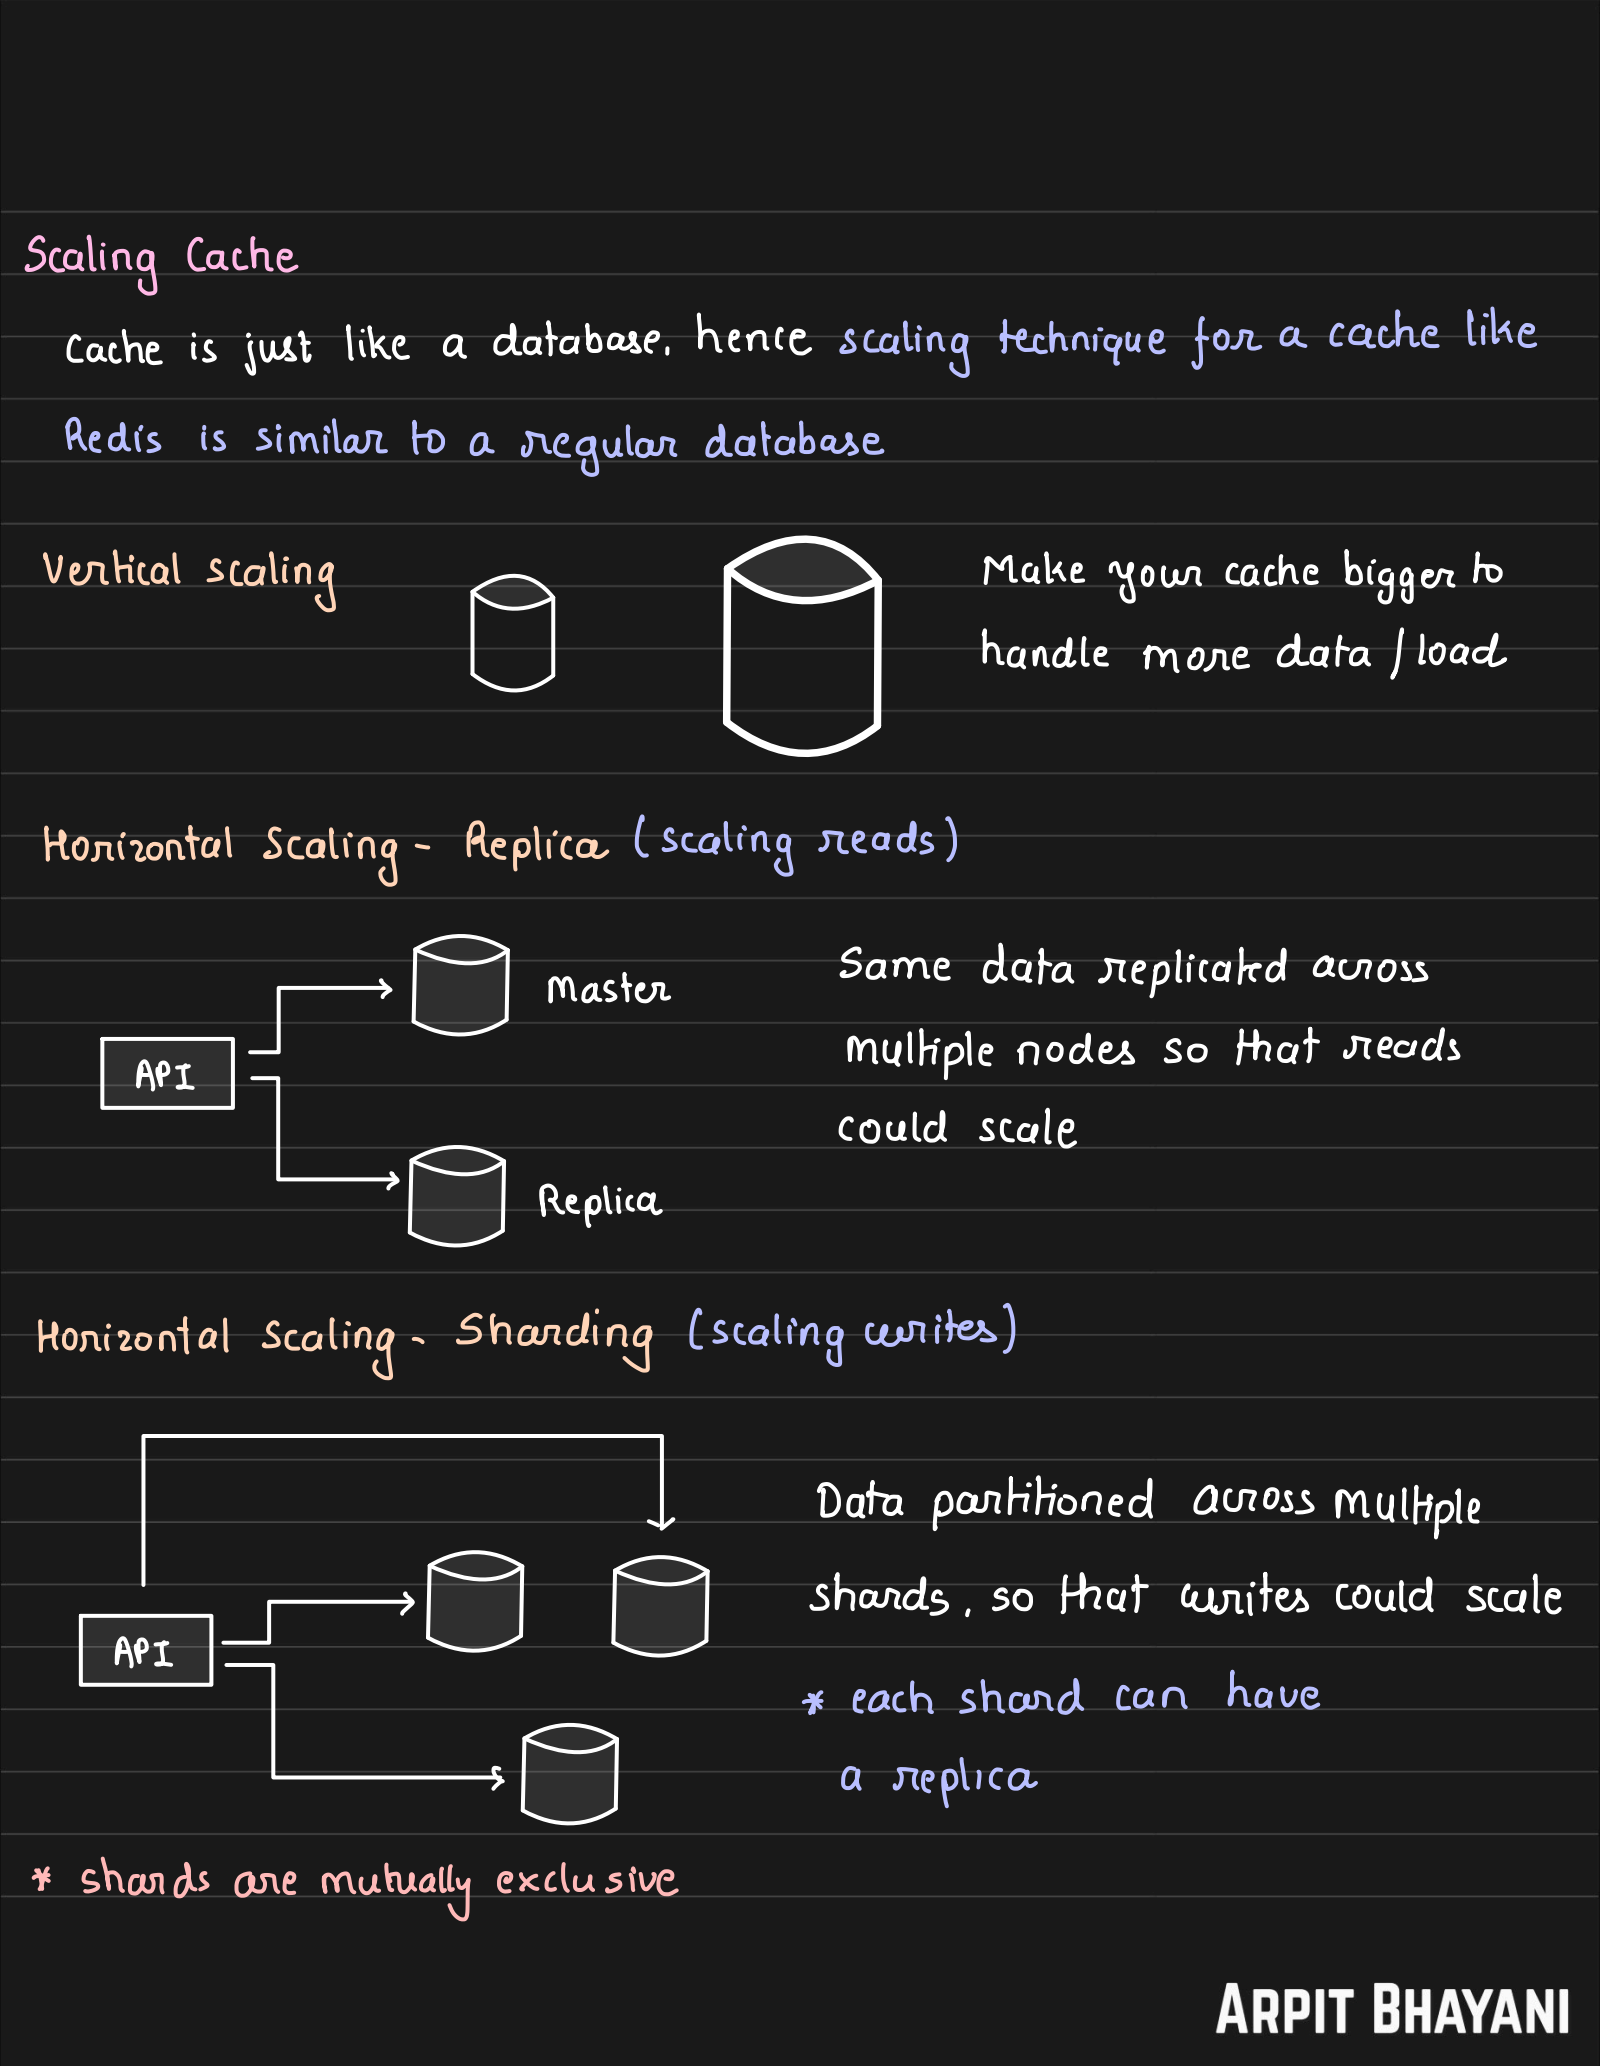 Scaling Cache
Cache is just like a database, hence scaling technique for a cache like
Redis is similar to a regular database
Vertical scaling
Make your cache bigger to
handle more data / load
Horizontal Scaling - Replica (scaling reads)
Master
Same data replicated across
multiple nodes so that reads
could scale
API
Replica
Horizontal Scaling - Sharding (scaling writes)
Data partitioned across multiple
shards, so that writes could scale
API
* each shard can have
a replica
* shards are mutually exclusive
ARPIT BHAYANI